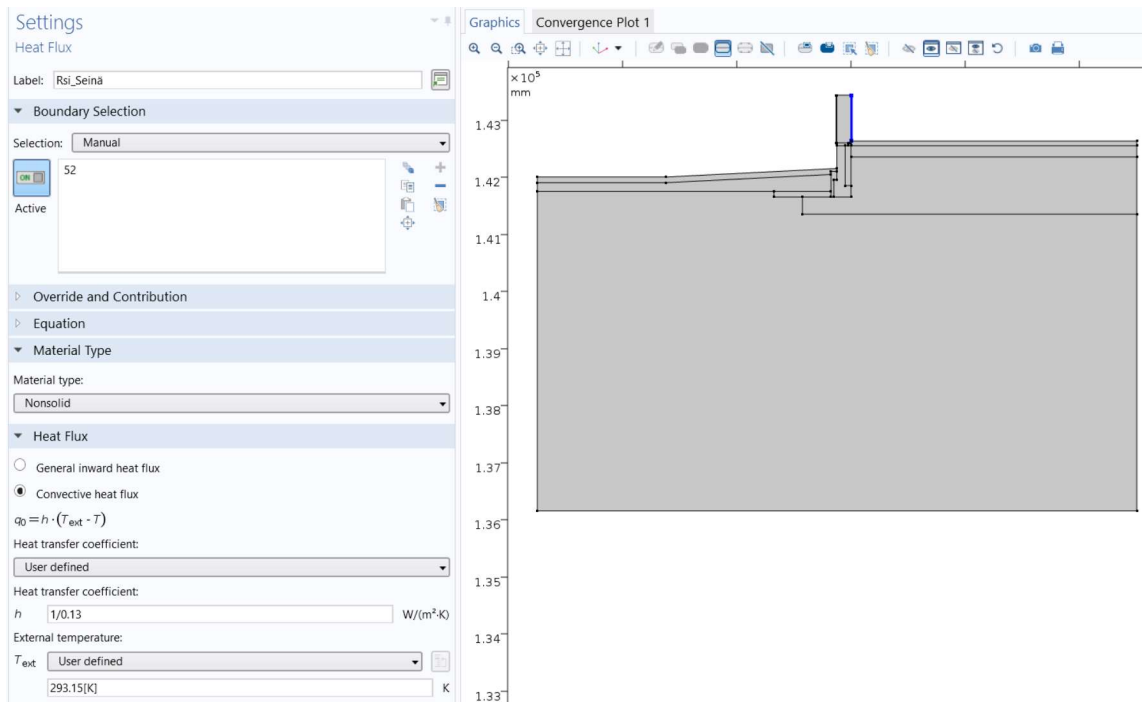 Settings
Heat Flux
Label: Rsi_Seinä
Boundary Selection
Selection: Manual
ON
52
Active
Override and Contribution
Equation
Material Type
Material type:
Nonsolid
Heat Flux
General inward heat flux
Convective heat flux
q₀ = h · (T_ext - T)
Heat transfer coefficient:
User defined
Heat transfer coefficient:
h 1/0.13 W/(m²·K)
External temperature:
T_ext User defined
293.15[K] K
Graphics Convergence Plot 1
×10⁵
mm
1.43
1.42
1.41
1.4
1.39
1.38
1.37
1.36
1.35
1.34
1.33